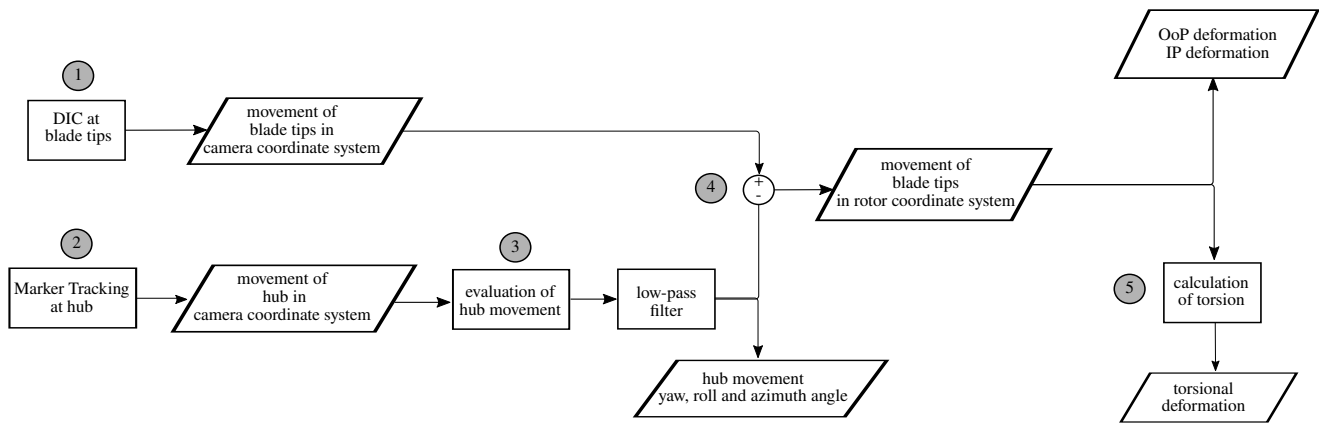 OoP deformation
IP deformation
1
DIC at
blade tips
movement of
blade tips in
camera coordinate system
4
+
-
movement of
blade tips
in rotor coordinate system
2
Marker Tracking
at hub
movement of
hub in
camera coordinate system
3
evaluation of
hub movement
low-pass
filter
5
calculation
of torsion
hub movement
yaw, roll and azimuth angle
torsional
deformation